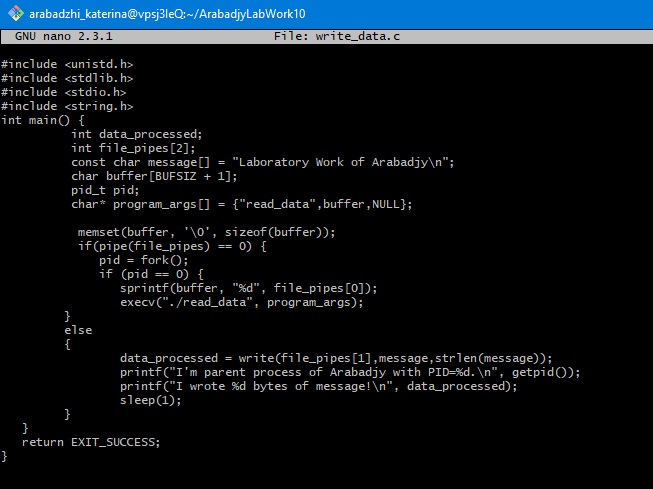 arabadzhi_katerina@vpsj3leQ:~/ArabadjyLabWork10
GNU nano 2.3.1 File: write_data.c
#include <unistd.h>
#include <stdlib.h>
#include <stdio.h>
#include <string.h>
int main() {
int data_processed;
int file_pipes[2];
const char message[] = "Laboratory Work of Arabadjy\n";
char buffer[BUFSIZ + 1];
pid_t pid;
char* program_args[] = {"read_data",buffer,NULL};
memset(buffer, '\0', sizeof(buffer));
if(pipe(file_pipes) == 0) {
pid = fork();
if (pid == 0) {
sprintf(buffer, "%d", file_pipes[0]);
execv("./read_data", program_args);
}
else
{
data_processed = write(file_pipes[1],message,strlen(message));
printf("I'm parent process of Arabadjy with PID=%d.\n", getpid());
printf("I wrote %d bytes of message!\n", data_processed);
sleep(1);
}
}
return EXIT_SUCCESS;
}